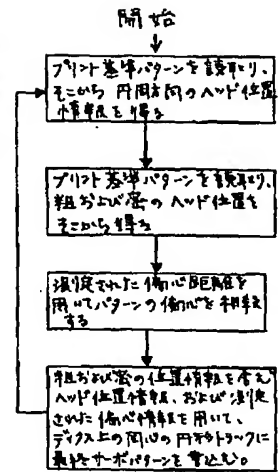 開始
プリント基準パターンを読取り、
そこから円周方向のヘッド位置
情報を得る
プリント基準パターンを読取り、
粗および密のヘッド位置を
そこから得る
測定された偏心距離を
用いてパターンの偏心を相殺
する
粗および密の位置情報を含む
ヘッド位置情報、および測定
された偏心情報を用いて、
ディスク上の同心の円形トラックに
最終サーボパターンを書込む。